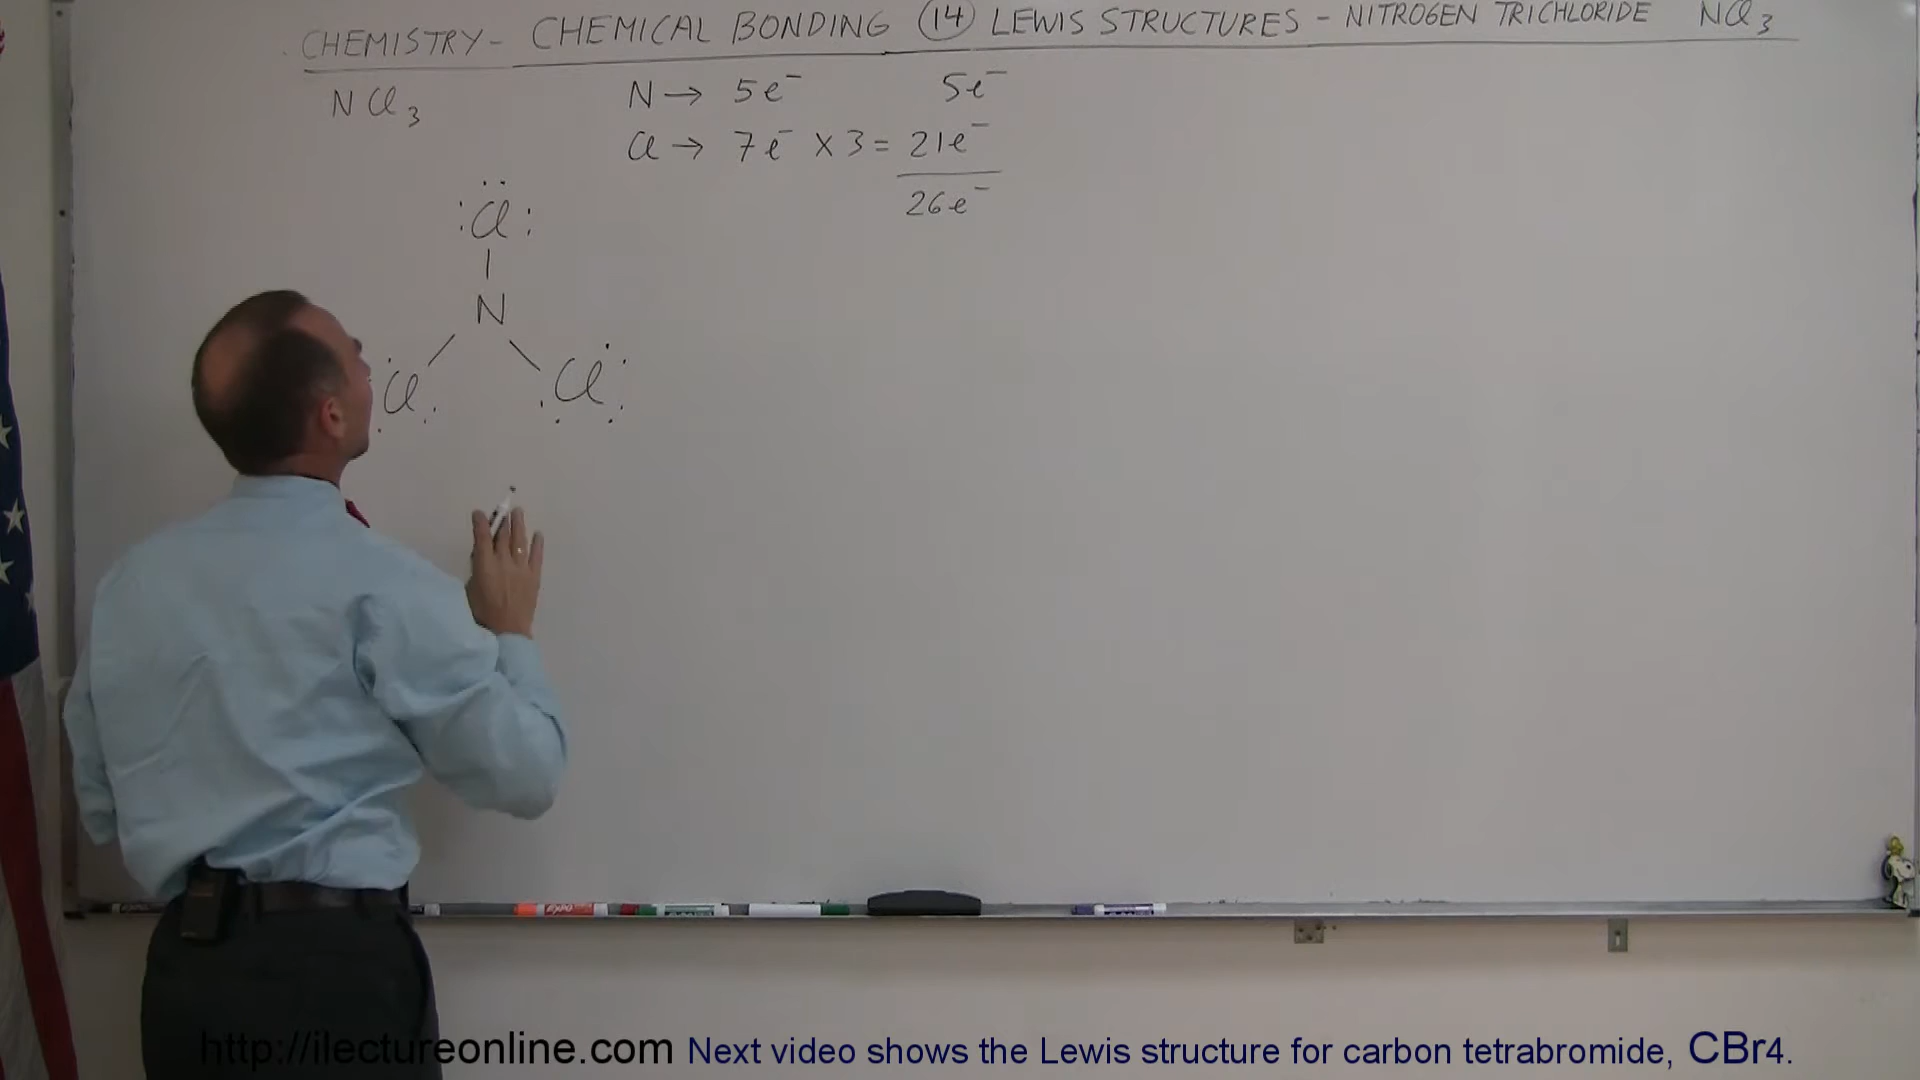 CHEMISTRY- CHEMICAL BONDING 14 LEWIS STRUCTURES - NITROGEN TRICHLORIDE NCl3
NCl3
N → 5e⁻ 5e⁻
Cl → 7e⁻ X 3 = 21e⁻
26e⁻
Cl
N
Cl Cl
EXPO
http://ilectureonline.com Next video shows the Lewis structure for carbon tetrabromide, CBr4.